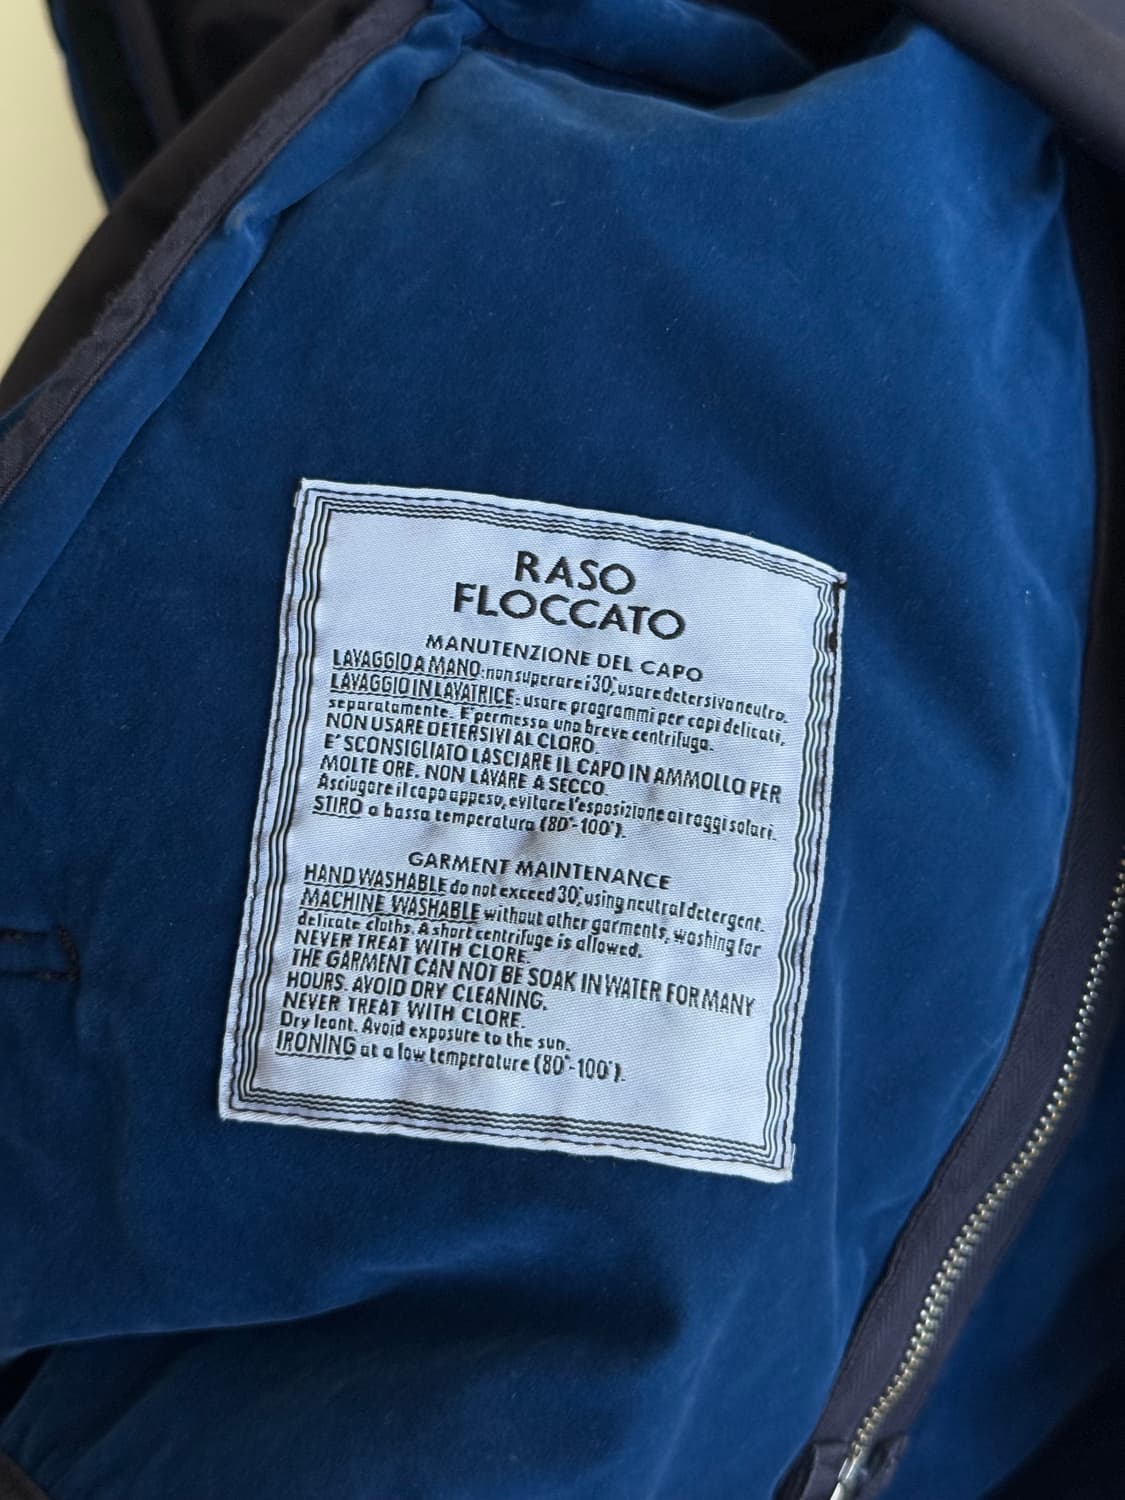 RASO
FLOCCATO
MANUTENZIONE DEL CAPO
LAVAGGIO A MANO: non superare i 30°, usare detersivo neutro.
LAVAGGIO IN LAVATRICE: usare programmi per capi delicati,
separatamente. E' permessa una breve centrifuga.
NON USARE DETERSIVI AL CLORO.
E' SCONSIGLIATO LASCIARE IL CAPO IN AMMOLLO PER
MOLTE ORE. NON LAVARE A SECCO.
Asciugare il capo appeso, evitare l'esposizione ai raggi solari.
STIRO a bassa temperatura (80°-100°).
GARMENT MAINTENANCE
HAND WASHABLE do not exceed 30°, using neutral detergent.
MACHINE WASHABLE without other garments, washing for
delicate cloths. A short centrifuge is allowed.
NEVER TREAT WITH CLORE.
THE GARMENT CAN NOT BE SOAK IN WATER FOR MANY
HOURS. AVOID DRY CLEANING.
NEVER TREAT WITH CLORE.
Dry leant. Avoid exposure to the sun.
IRONING at a low temperature (80°-100°).